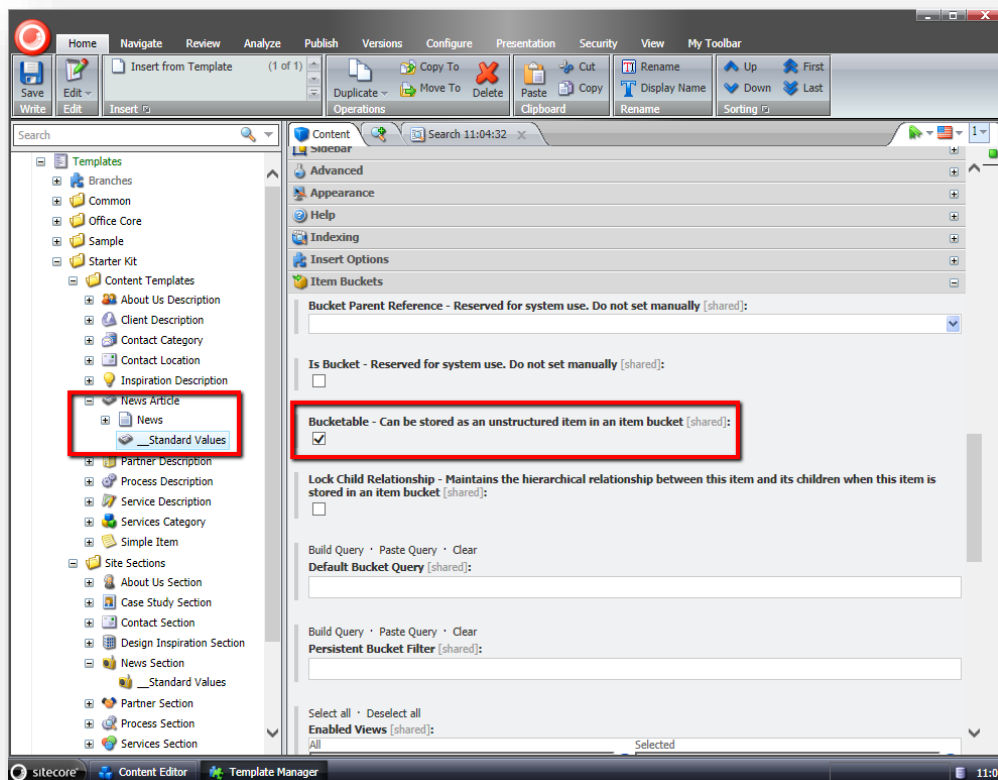 Home Navigate Review Analyze Publish Versions Configure Presentation Security View My Toolbar
Save
Write
Edit
Edit
Insert from Template (1 of 1)
Insert
Duplicate
Copy To
Move To
Delete
Operations
Paste
Cut
Copy
Clipboard
Rename
Display Name
Rename
Up
Down
First
Last
Sorting
Search
Templates
Branches
Common
Office Core
Sample
Starter Kit
Content Templates
About Us Description
Client Description
Contact Category
Contact Location
Inspiration Description
News Article
News
__Standard Values
Partner Description
Process Description
Service Description
Services Category
Simple Item
Site Sections
About Us Section
Case Study Section
Contact Section
Design Inspiration Section
News Section
__Standard Values
Partner Section
Process Section
Services Section
Content
Search 11:04:32
1
Sidebar
Advanced
Appearance
Help
Indexing
Insert Options
Item Buckets
Bucket Parent Reference - Reserved for system use. Do not set manually [shared]:
Is Bucket - Reserved for system use. Do not set manually [shared]:
Bucketable - Can be stored as an unstructured item in an item bucket [shared]:
Lock Child Relationship - Maintains the hierarchical relationship between this item and its children when this item is
stored in an item bucket [shared]:
Build Query · Paste Query · Clear
Default Bucket Query [shared]:
Build Query · Paste Query · Clear
Persistent Bucket Filter [shared]:
Select all · Deselect all
Enabled Views [shared]:
All Selected
sitecore Content Editor Template Manager